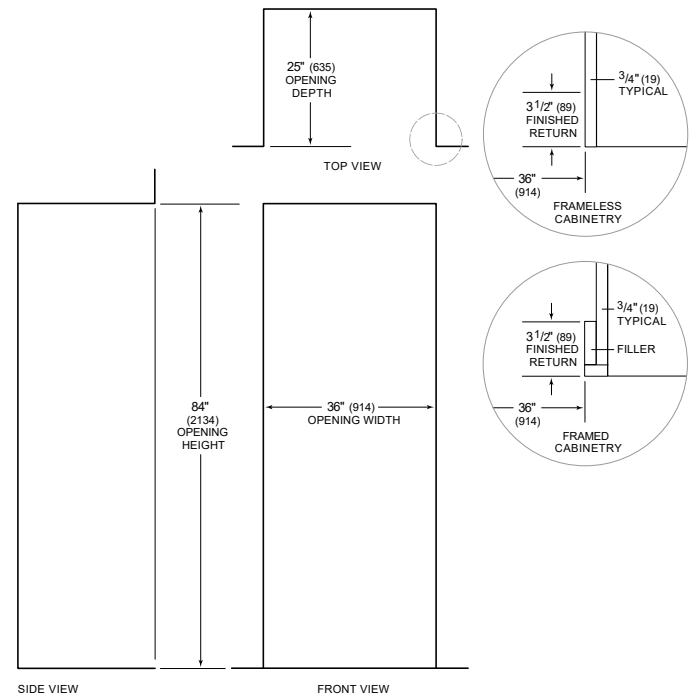 25" (635)
OPENING
DEPTH
TOP VIEW
3/4" (19)
TYPICAL
3 1/2" (89)
FINISHED
RETURN
36"
(914)
FRAMELESS
CABINETRY
3/4" (19)
TYPICAL
3 1/2" (89)
FINISHED
RETURN
FILLER
36"
(914)
FRAMED
CABINETRY
84"
(2134)
OPENING
HEIGHT
36" (914)
OPENING WIDTH
SIDE VIEW
FRONT VIEW